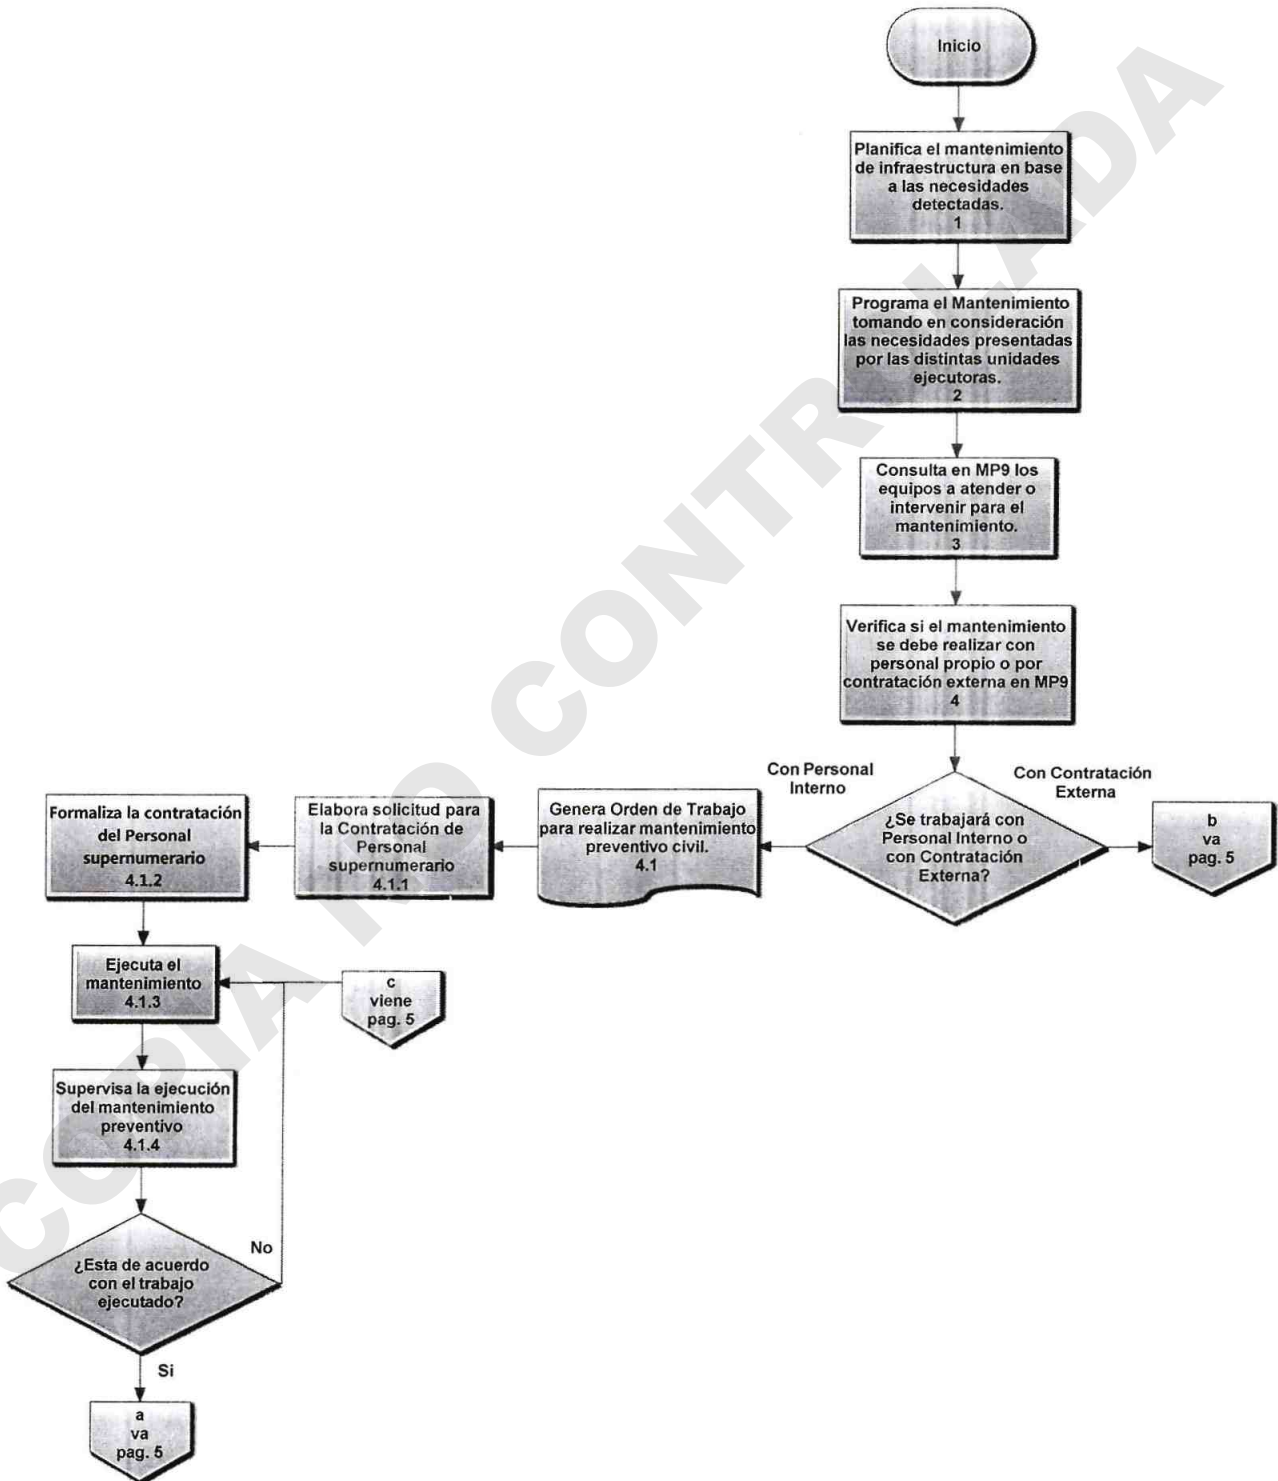 Inicio
Planifica el mantenimiento
de infraestructura en base
a las necesidades
detectadas.
1
Programa el Mantenimiento
tomando en consideración
las necesidades presentadas
por las distintas unidades
ejecutoras.
2
Consulta en MP9 los
equipos a atender o
intervenir para el
mantenimiento.
3
Verifica si el mantenimiento
se debe realizar con
personal propio o por
contratación externa en MP9
4
¿Se trabajará con
Personal Interno o
con Contratación
Externa?
Con Contratación
Externa
b
va
pag. 5
Con Personal
Interno
Genera Orden de Trabajo
para realizar mantenimiento
preventivo civil.
4.1
Elabora solicitud para
la Contratación de
Personal
supernumerario
4.1.1
Formaliza la contratación
del Personal
supernumerario
4.1.2
Ejecuta el
mantenimiento
4.1.3
c
viene
pag. 5
Supervisa la ejecución
del mantenimiento
preventivo
4.1.4
¿Esta de acuerdo
con el trabajo
ejecutado?
No
Si
a
va
pag. 5
COPIA NO CONTROLADA